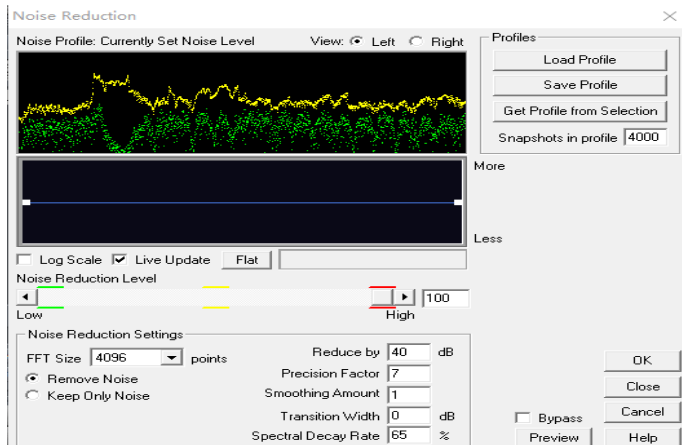 Noise Reduction
Noise Profile: Currently Set Noise Level View: Left Right
Profiles
Load Profile
Save Profile
Get Profile from Selection
Snapshots in profile 4000
More
Less
Log Scale Live Update Flat
Noise Reduction Level
100
Low High
Noise Reduction Settings
FFT Size 4096 points
Remove Noise
Keep Only Noise
Reduce by 40 dB
Precision Factor 7
Smoothing Amount 1
Transition Width 0 dB
Spectral Decay Rate 65 %
Bypass
Preview
OK
Close
Cancel
Help